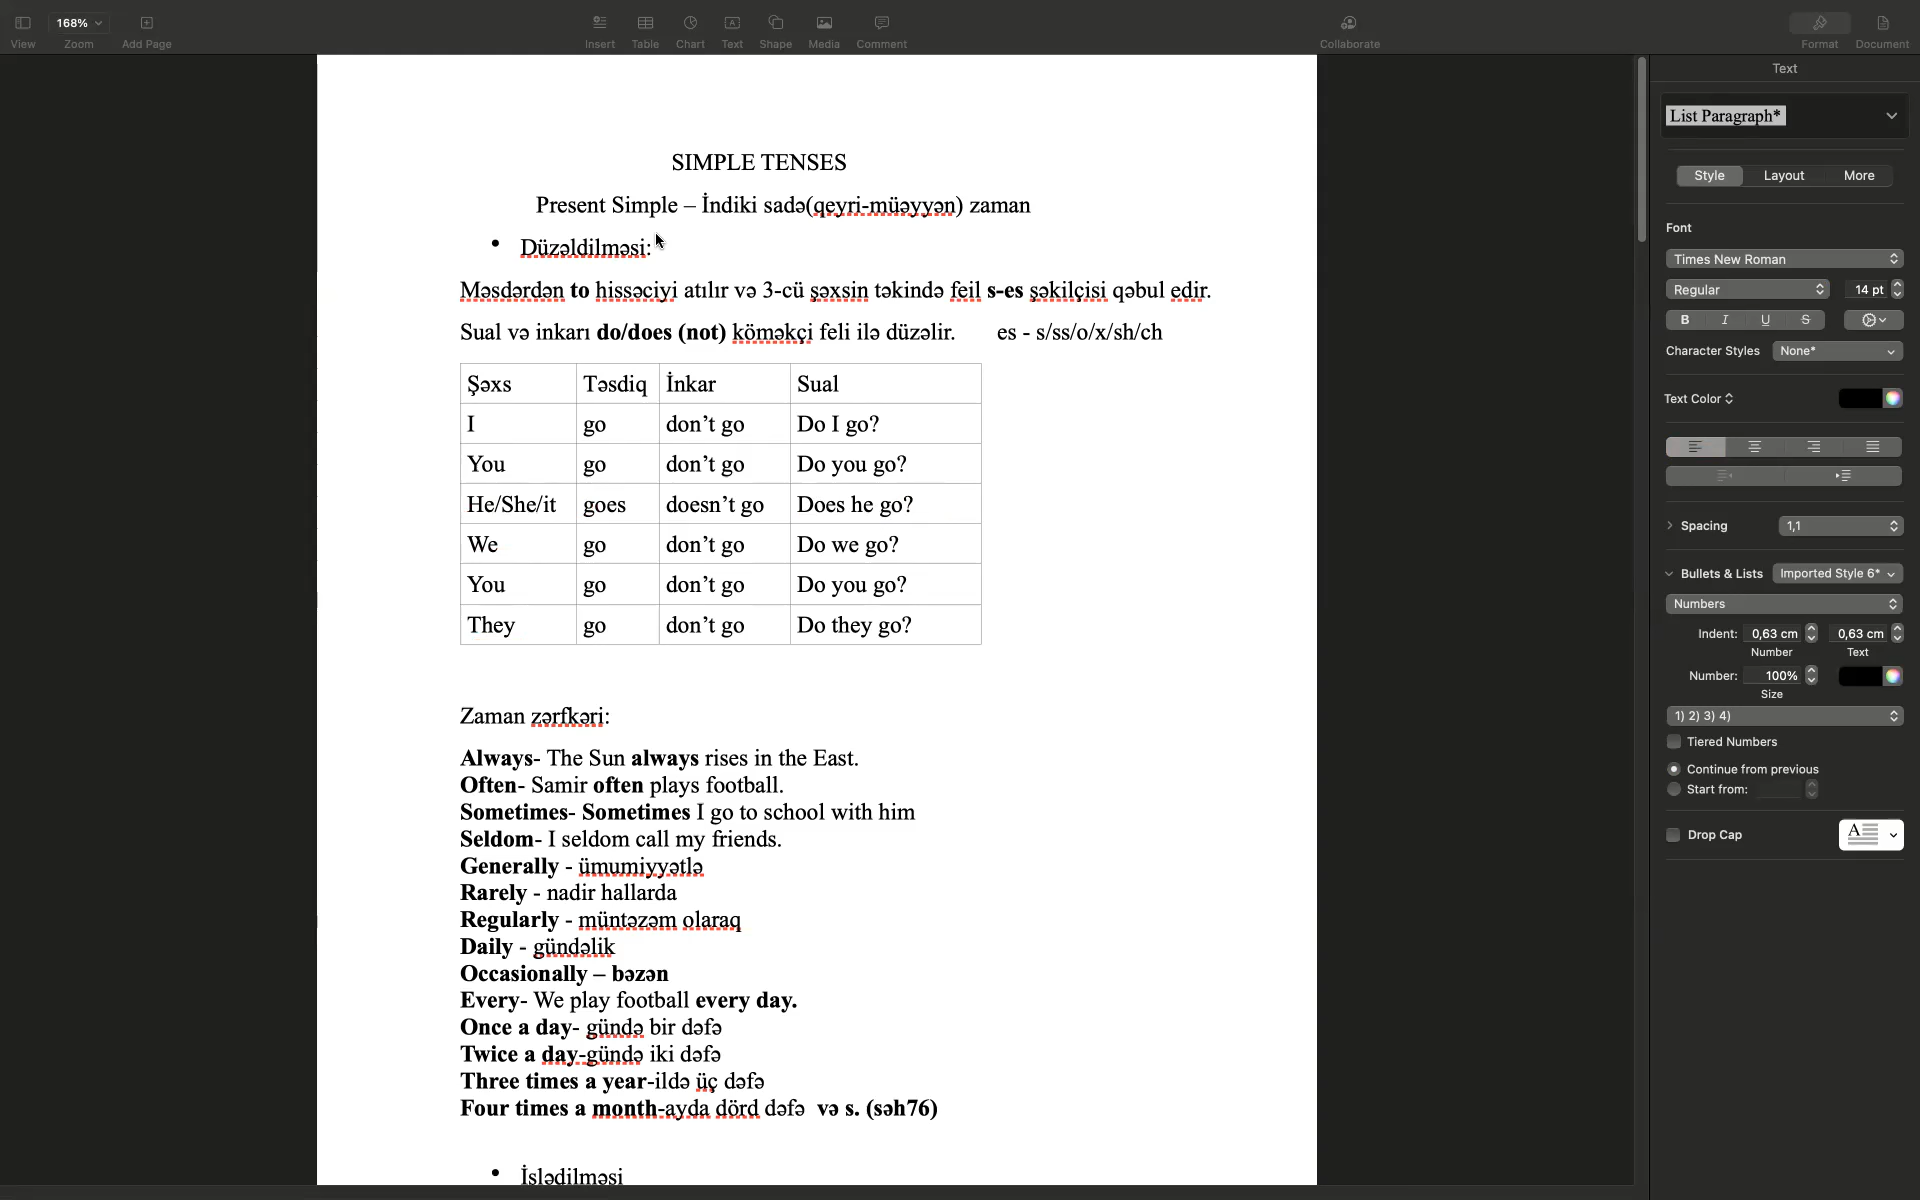 168%
View
Zoom
Add Page
Insert
Table
Chart
Text
Shape
Media
Comment
Collaborate
Format
Document
SIMPLE TENSES
Present Simple – İndiki sadə(qeyri-müəyyən) zaman
• Düzəldilməsi:
Məsdərdən to hissəciyi atılır və 3-cü şəxsin təkində feil s-es şəkilçisi qəbul edir.
Sual və inkarı do/does (not) köməkçi feli ilə düzəlir. es - s/ss/o/x/sh/ch
Şəxs Təsdiq İnkar Sual
I go don’t go Do I go?
You go don’t go Do you go?
He/She/it goes doesn’t go Does he go?
We go don’t go Do we go?
You go don’t go Do you go?
They go don’t go Do they go?
Zaman zərfkəri:
Always- The Sun always rises in the East.
Often- Samir often plays football.
Sometimes- Sometimes I go to school with him
Seldom- I seldom call my friends.
Generally - ümumiyyətlə
Rarely - nadir hallarda
Regularly - müntəzəm olaraq
Daily - gündəlik
Occasionally – bəzən
Every- We play football every day.
Once a day- gündə bir dəfə
Twice a day-gündə iki dəfə
Three times a year-ildə üç dəfə
Four times a month-ayda dörd dəfə və s. (səh76)
• İslədilməsi
Text
List Paragraph*
Style Layout More
Font
Times New Roman
Regular 14 pt
B I U S
Character Styles None*
Text Color
Spacing 1,1
Bullets & Lists Imported Style 6*
Numbers
Indent: 0,63 cm 0,63 cm
Number Text
Number: 100%
Size
1) 2) 3) 4)
Tiered Numbers
Continue from previous
Start from:
Drop Cap A